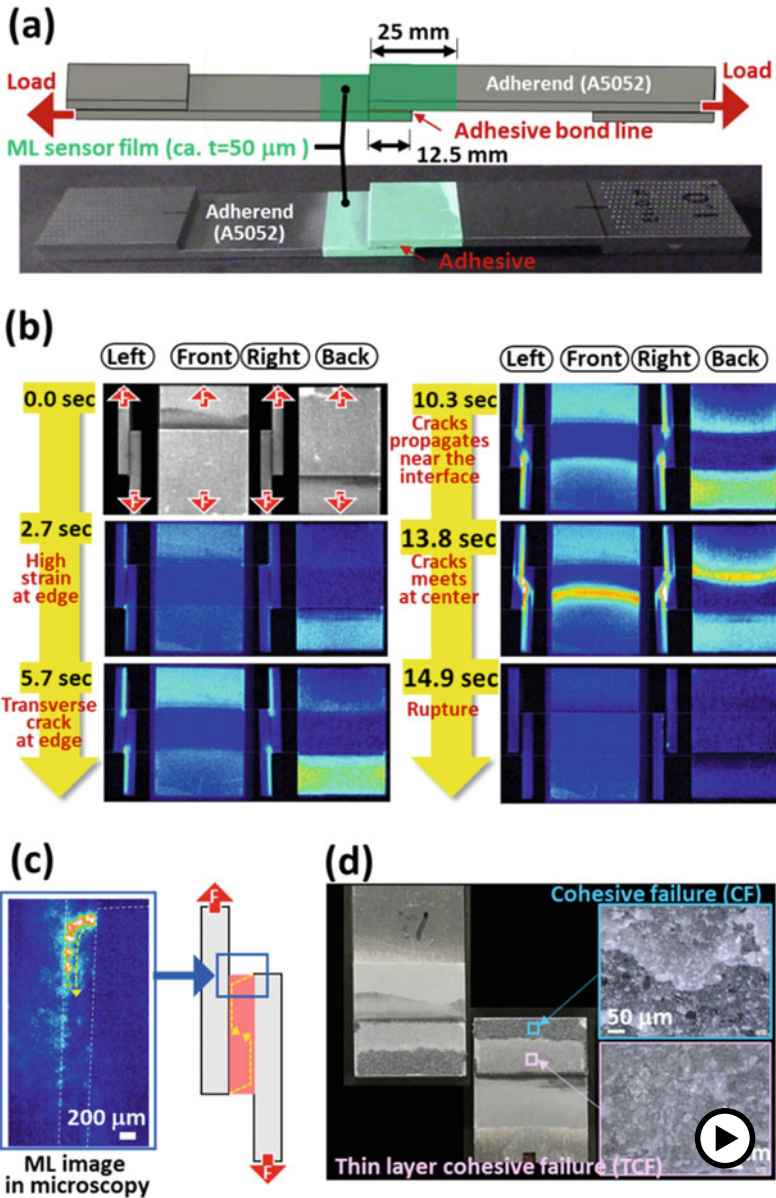 (a)
25 mm
Load
Adherend (A5052)
Load
Adhesive bond line
ML sensor film (ca. t=50 μm )
12.5 mm
Adherend
(A5052)
Adhesive
(b)
Left
Front
Right
Back
0.0 sec
F
F
F
F
F
F
F
F
2.7 sec
High
strain
at edge
5.7 sec
Transverse
crack
at edge
Left
Front
Right
Back
10.3 sec
Cracks
propagates
near the
interface
13.8 sec
Cracks
meets
at center
14.9 sec
Rupture
(c)
F
200 μm
F
ML image
in microscopy
(d)
Cohesive failure (CF)
50 μm
Thin layer cohesive failure (TCF)